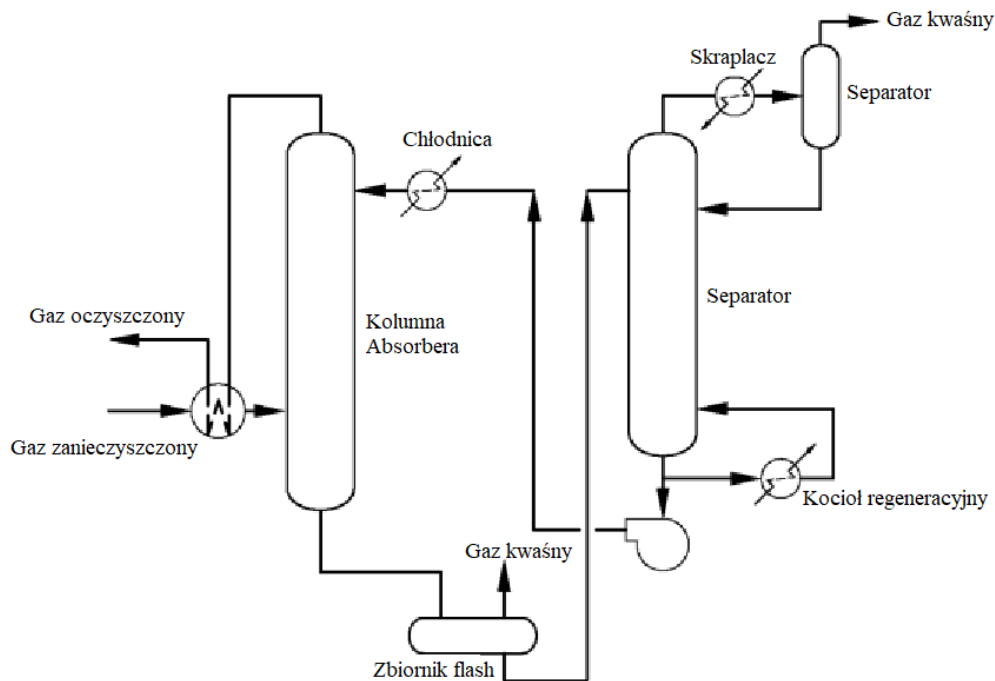 Gaz kwaśny
Skraplacz
Separator
Chłodnica
Separator
Gaz oczyszczony
Kolumna
Absorbera
Gaz zanieczyszczony
Kocioł regeneracyjny
Gaz kwaśny
Zbiornik flash